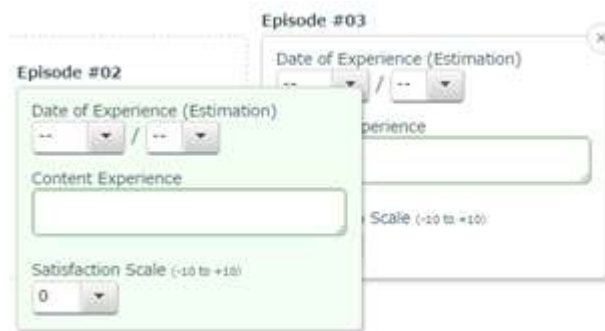 Episode #03
Date of Experience (Estimation)
-- / --
perience
Scale (-10 to +10)
Episode #02
Date of Experience (Estimation)
-- / --
Content Experience
Satisfaction Scale (-10 to +10)
0